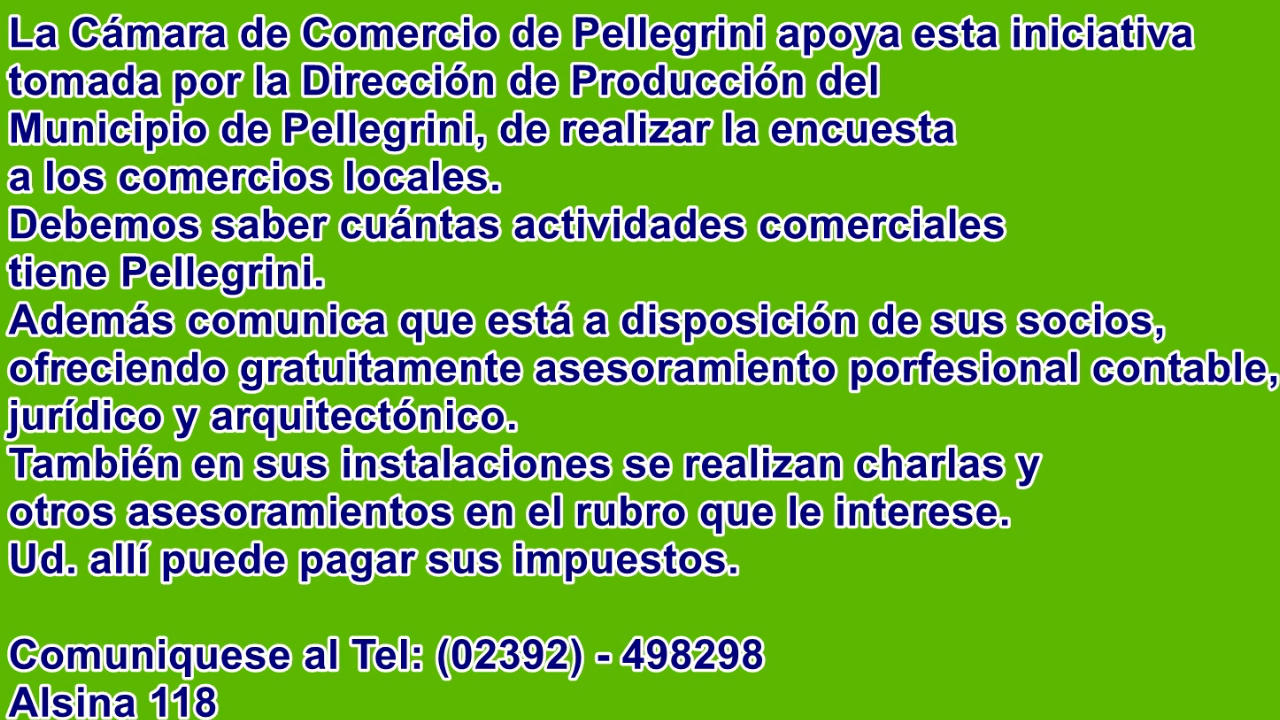 La Cámara de Comercio de Pellegrini apoya esta iniciativa
tomada por la Dirección de Producción del
Municipio de Pellegrini, de realizar la encuesta
a los comercios locales.
Debemos saber cuántas actividades comerciales
tiene Pellegrini.
Además comunica que está a disposición de sus socios,
ofreciendo gratuitamente asesoramiento porfesional contable,
jurídico y arquitectónico.
También en sus instalaciones se realizan charlas y
otros asesoramientos en el rubro que le interese.
Ud. allí puede pagar sus impuestos.
Comuniquese al Tel: (02392) - 498298
Alsina 118